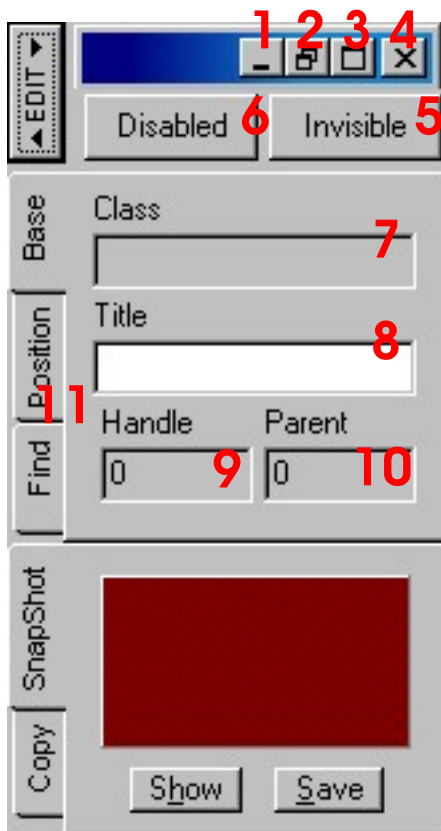 1 2 3 4
◄ EDIT ►
Disabled 6 Invisible 5
Base
Class
7
Position
Title
8
11
Find
Handle Parent
0 9 0 10
SnapShot
Copy
Show Save